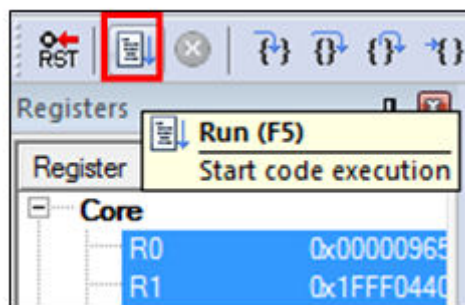 RST
Registers
Run (F5)
Start code execution
Register
Core
R0 0x00000965
R1 0x1FFF0440